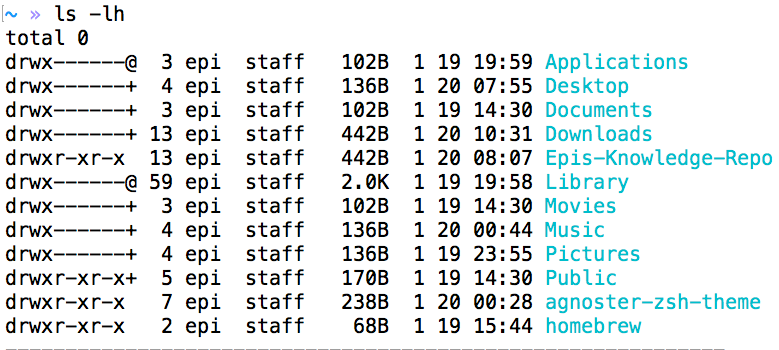 ~ » ls -lh
total 0
drwx------@  3 epi  staff   102B  1 19 19:59 Applications
drwx------+  4 epi  staff   136B  1 20 07:55 Desktop
drwx------+  3 epi  staff   102B  1 19 14:30 Documents
drwx------+ 13 epi  staff   442B  1 20 10:31 Downloads
drwxr-xr-x  13 epi  staff   442B  1 20 08:07 Epis-Knowledge-Repo
drwx------@ 59 epi  staff   2.0K  1 19 19:58 Library
drwx------+  3 epi  staff   102B  1 19 14:30 Movies
drwx------+  4 epi  staff   136B  1 20 00:44 Music
drwx------+  4 epi  staff   136B  1 19 23:55 Pictures
drwxr-xr-x+  5 epi  staff   170B  1 19 14:30 Public
drwxr-xr-x   7 epi  staff   238B  1 20 00:28 agnoster-zsh-theme
drwxr-xr-x   2 epi  staff    68B  1 19 15:44 homebrew